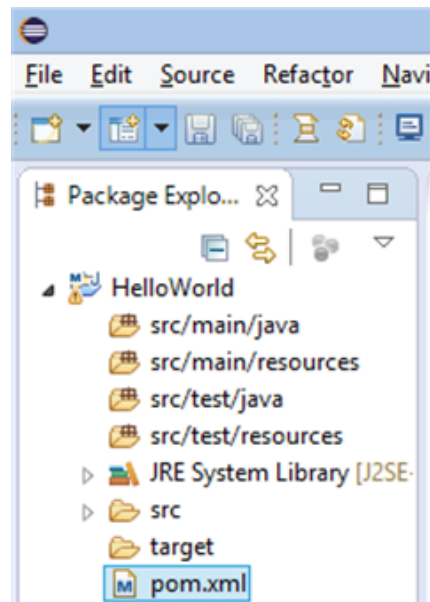 File Edit Source Refactor Navi
Package Explo...
HelloWorld
src/main/java
src/main/resources
src/test/java
src/test/resources
JRE System Library [J2SE-
src
target
pom.xml